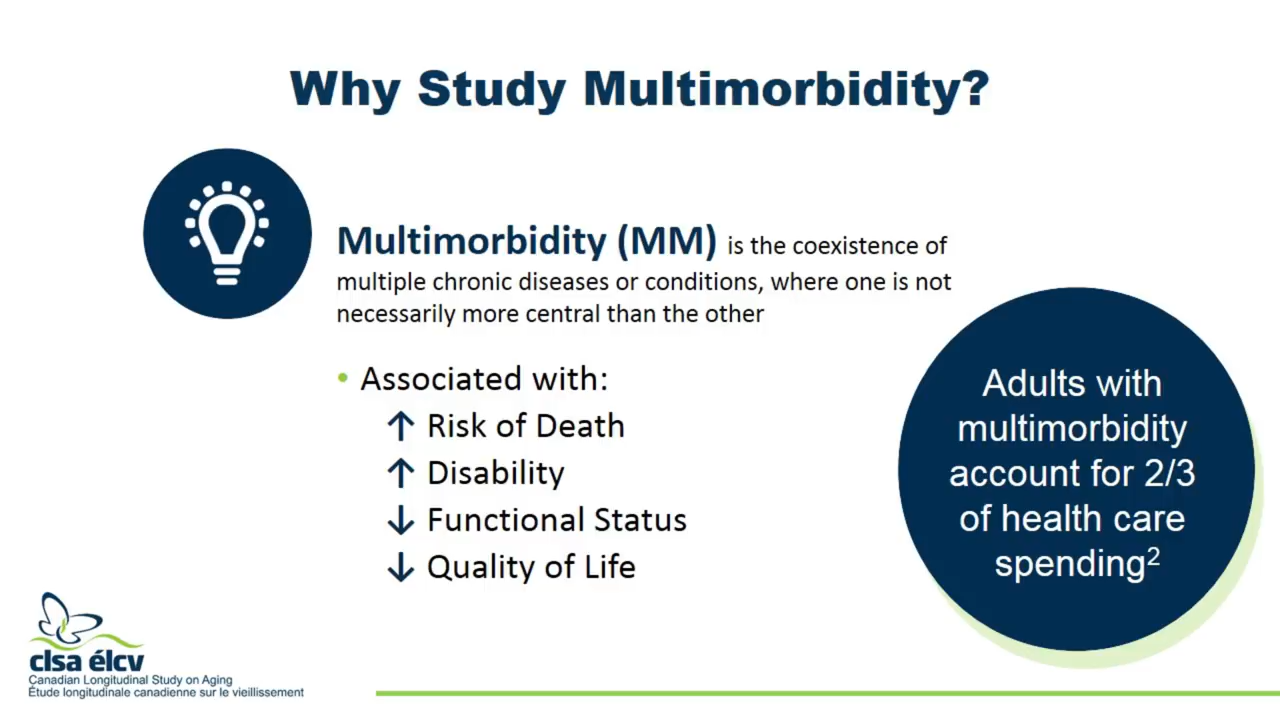 Why Study Multimorbidity?
Multimorbidity (MM) is the coexistence of
multiple chronic diseases or conditions, where one is not
necessarily more central than the other
• Associated with:
↑ Risk of Death
↑ Disability
↓ Functional Status
↓ Quality of Life
Adults with
multimorbidity
account for 2/3
of health care
spending²
clsa élcv
Canadian Longitudinal Study on Aging
Étude longitudinale canadienne sur le vieillissement